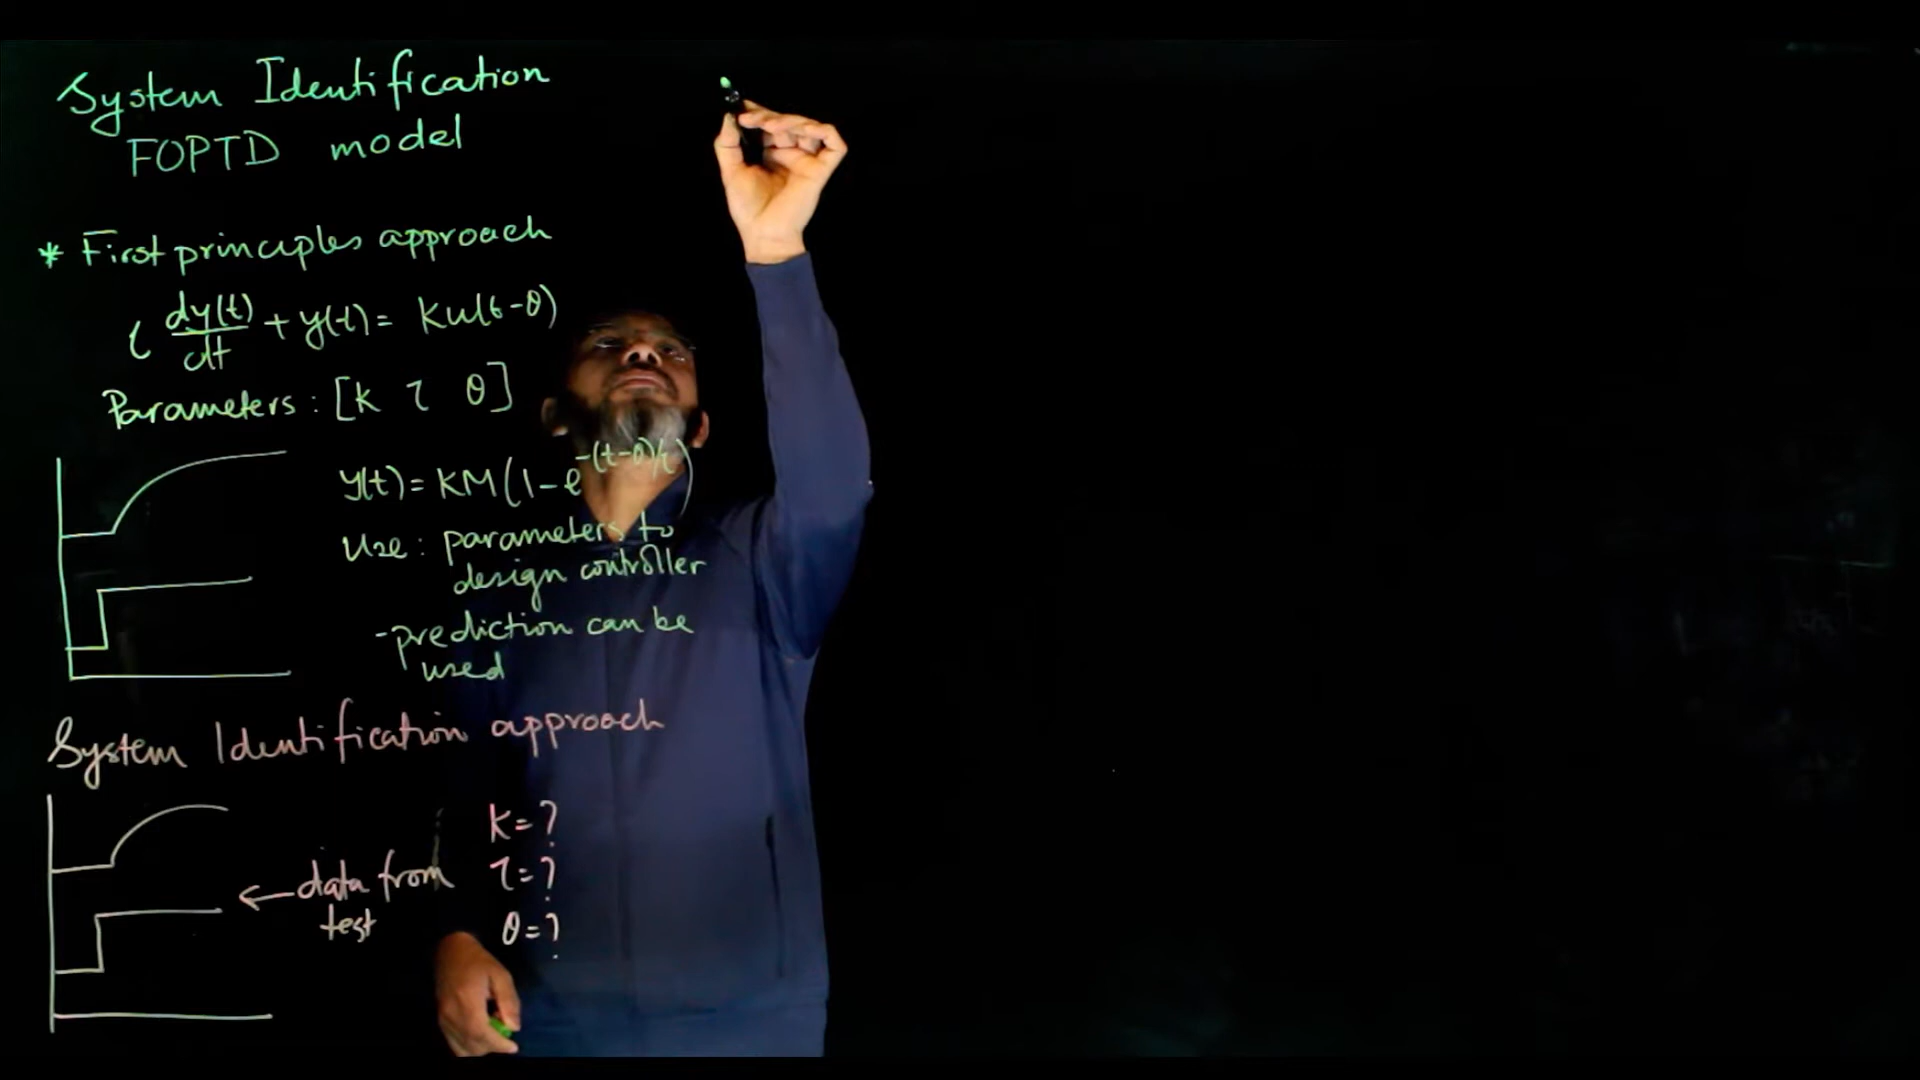 System Identification
FOPTD model
* First principles approach
τ dy(t)/dt + y(t) = Ku(t-θ)
Parameters: [K τ θ]
y(t) = KM(1-e^-(t-θ)/τ)
Use: parameters to
design controller
- prediction can be
used
System Identification approach
K = ?
← data from
test
τ = ?
θ = ?